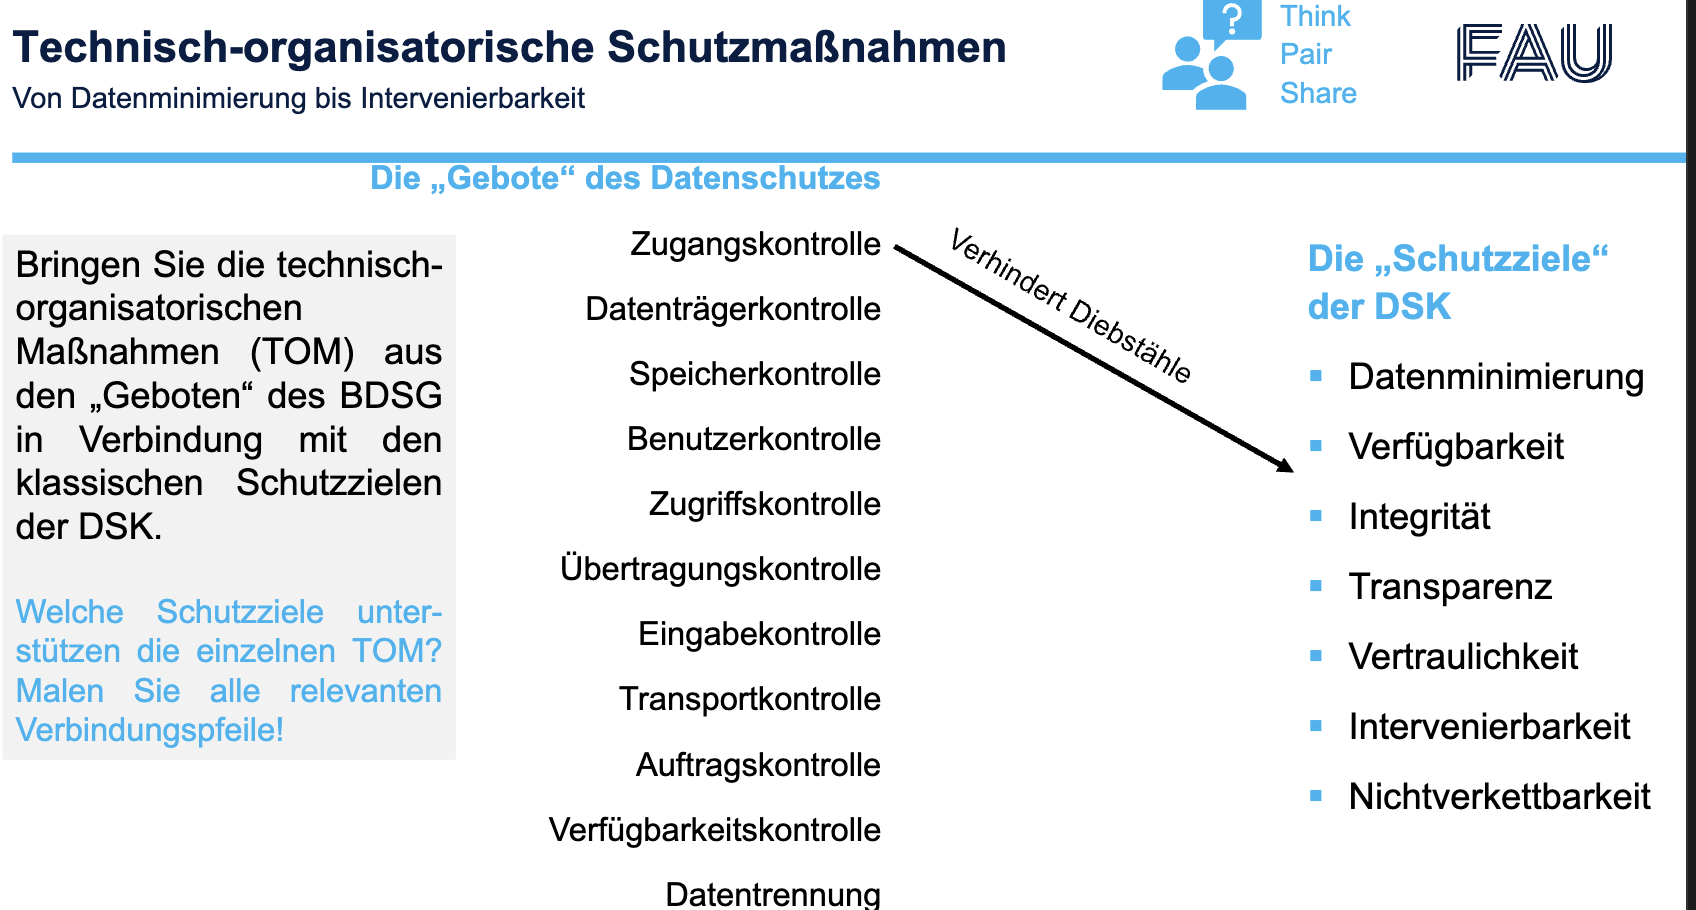 Technisch-organisatorische Schutzmaßnahmen
Von Datenminimierung bis Intervenierbarkeit
Think
Pair
Share
?
FAU
Die „Gebote“ des Datenschutzes
Bringen Sie die technisch-
organisatorischen
Maßnahmen (TOM) aus
den „Geboten“ des BDSG
in Verbindung mit den
klassischen Schutzzielen
der DSK.
Welche Schutzziele unter-
stützen die einzelnen TOM?
Malen Sie alle relevanten
Verbindungspfeile!
Zugangskontrolle
Datenträgerkontrolle
Speicherkontrolle
Benutzerkontrolle
Zugriffskontrolle
Übertragungskontrolle
Eingabekontrolle
Transportkontrolle
Auftragskontrolle
Verfügbarkeitskontrolle
Datentrennung
Verhindert Diebstähle
Die „Schutzziele“
der DSK
Datenminimierung
Verfügbarkeit
Integrität
Transparenz
Vertraulichkeit
Intervenierbarkeit
Nichtverkettbarkeit